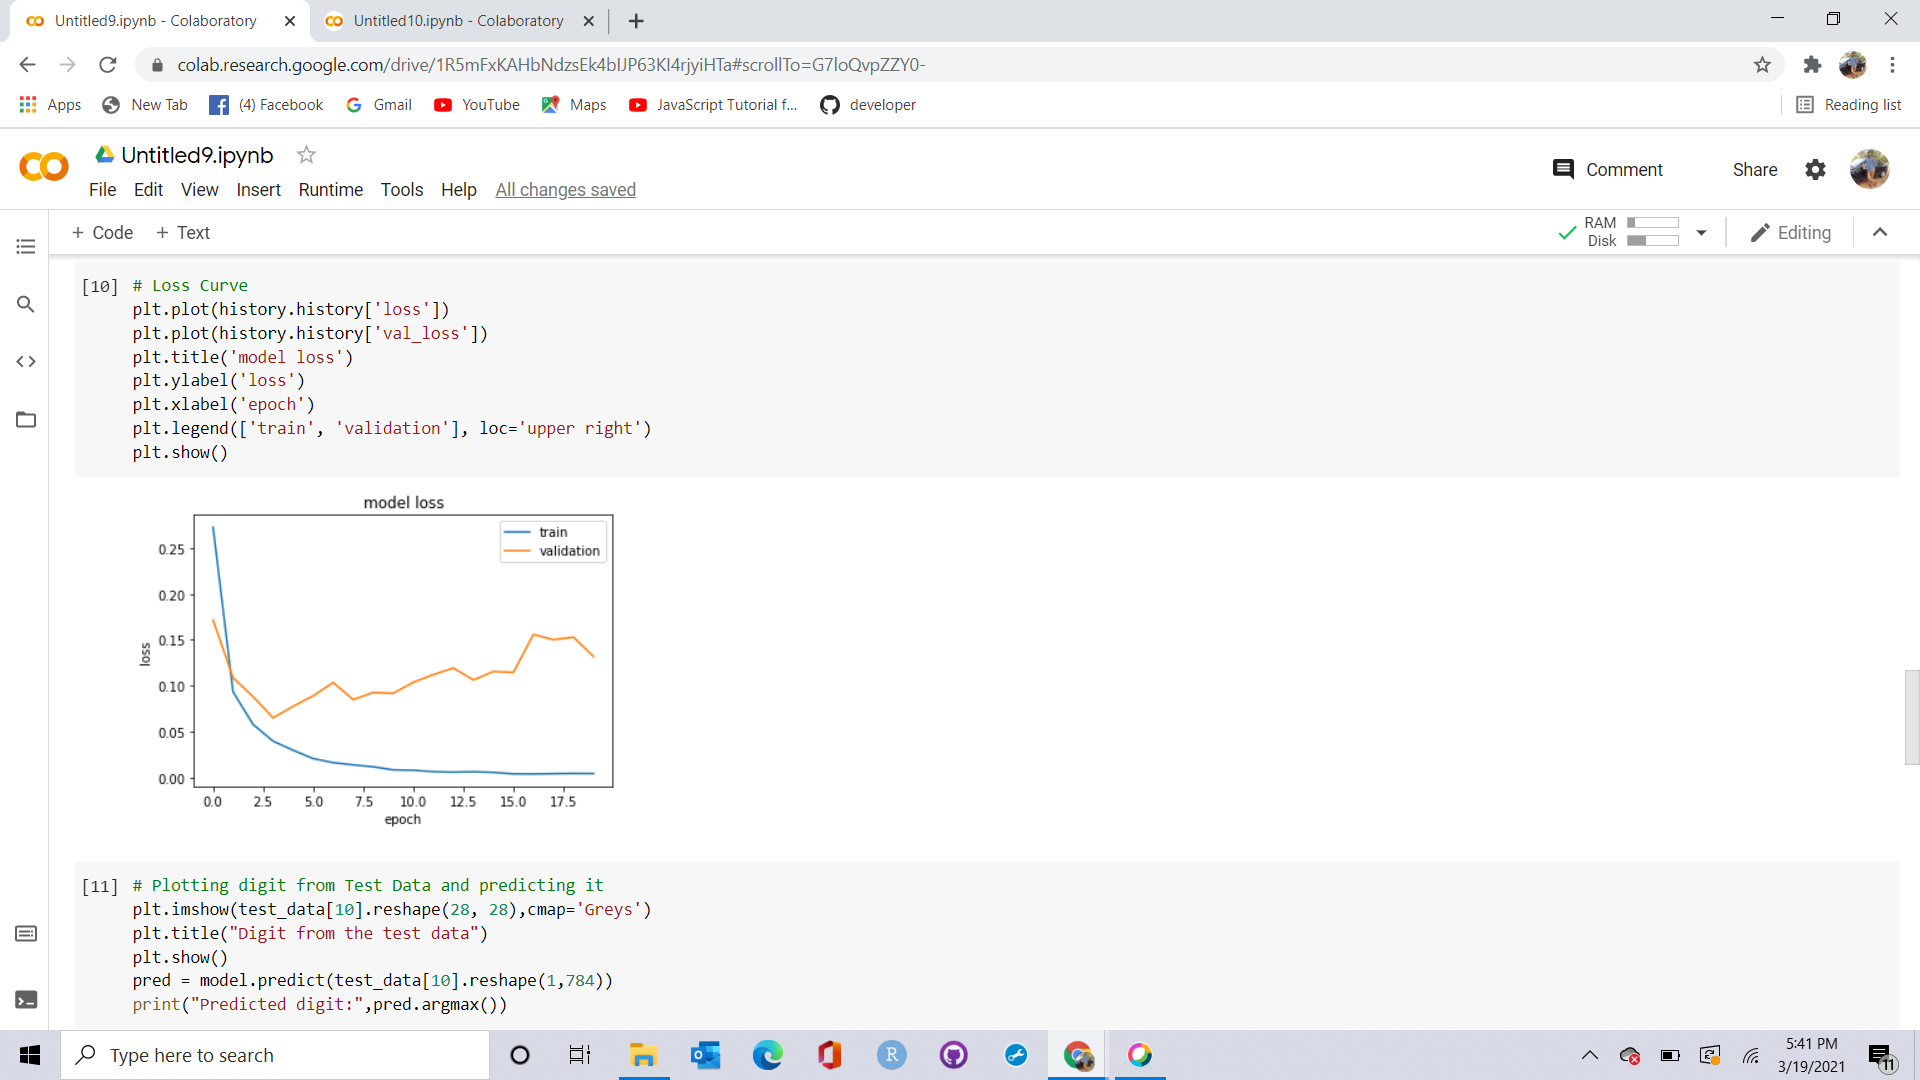 Untitled9.ipynb - Colaboratory
Untitled10.ipynb - Colaboratory
colab.research.google.com/drive/1R5mFxKAHbNdzsEk4bIJP63KI4rjyiHTa#scrollTo=G7loQvpZZY0-
Apps New Tab (4) Facebook Gmail YouTube Maps JavaScript Tutorial f... developer Reading list
Untitled9.ipynb
Comment Share
File Edit View Insert Runtime Tools Help All changes saved
+ Code + Text
RAM
Disk
Editing
[10] # Loss Curve
plt.plot(history.history['loss'])
plt.plot(history.history['val_loss'])
plt.title('model loss')
plt.ylabel('loss')
plt.xlabel('epoch')
plt.legend(['train', 'validation'], loc='upper right')
plt.show()
model loss
train
validation
0.25
0.20
0.15
0.10
0.05
0.00
loss
0.0 2.5 5.0 7.5 10.0 12.5 15.0 17.5
epoch
[11] # Plotting digit from Test Data and predicting it
plt.imshow(test_data[10].reshape(28, 28),cmap='Greys')
plt.title("Digit from the test data")
plt.show()
pred = model.predict(test_data[10].reshape(1,784))
print("Predicted digit:",pred.argmax())
Type here to search
R
5:41 PM
3/19/2021
11